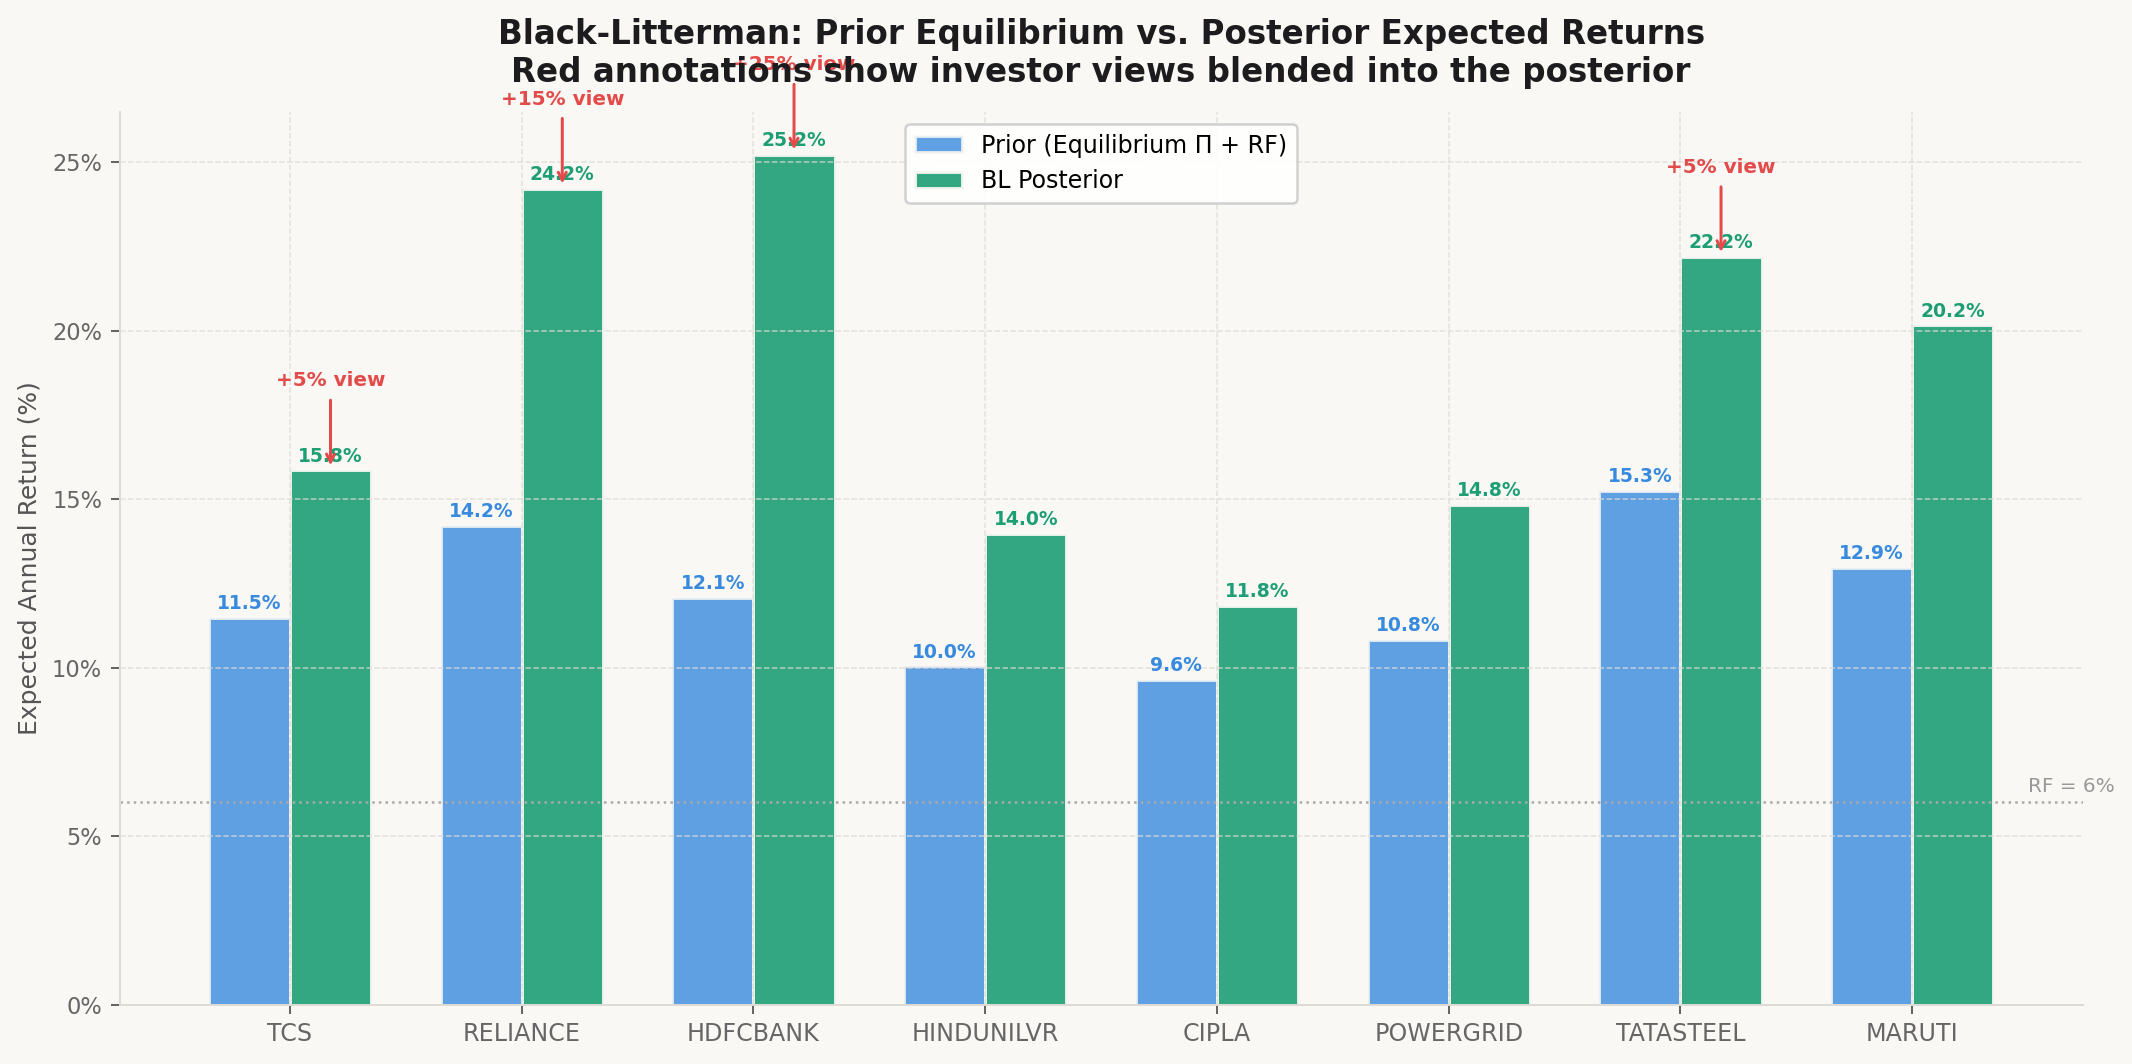 Black-Litterman: Prior Equilibrium vs. Posterior Expected Returns
Red annotations show investor views blended into the posterior
+25% view
+15% view
+5% view
+5% view
Prior (Equilibrium Π + RF)
BL Posterior
Expected Annual Return (%)
25%
20%
15%
10%
5%
0%
11.5%
15.8%
14.2%
24.2%
12.1%
25.2%
10.0%
14.0%
9.6%
11.8%
10.8%
14.8%
15.3%
22.2%
12.9%
20.2%
RF = 6%
TCS
RELIANCE
HDFCBANK
HINDUNILVR
CIPLA
POWERGRID
TATASTEEL
MARUTI